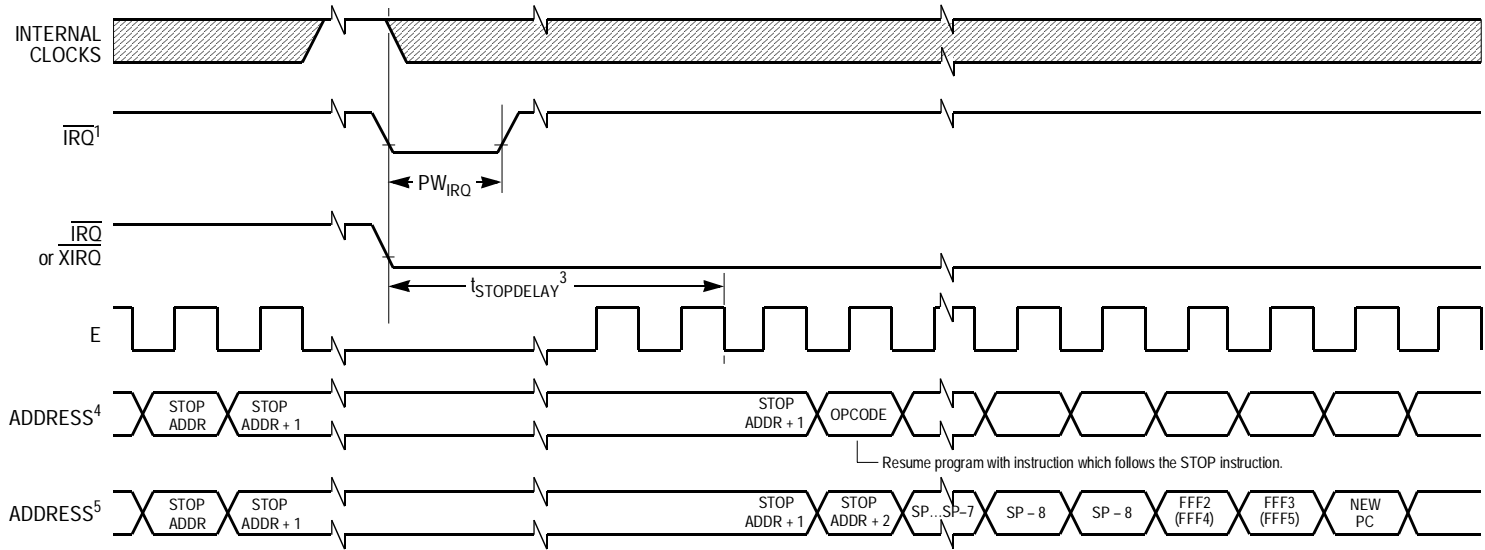 INTERNAL
CLOCKS
IRQ1
PWIRQ
IRQ
or XIRQ
tSTOPDELAY3
E
ADDRESS4
STOP
ADDR
STOP
ADDR + 1
STOP
ADDR + 1
OPCODE
Resume program with instruction which follows the STOP instruction.
ADDRESS5
STOP
ADDR
STOP
ADDR + 1
STOP
ADDR + 1
STOP
ADDR + 2
SP…SP–7
SP – 8
SP – 8
FFF2
(FFF4)
FFF3
(FFF5)
NEW
PC